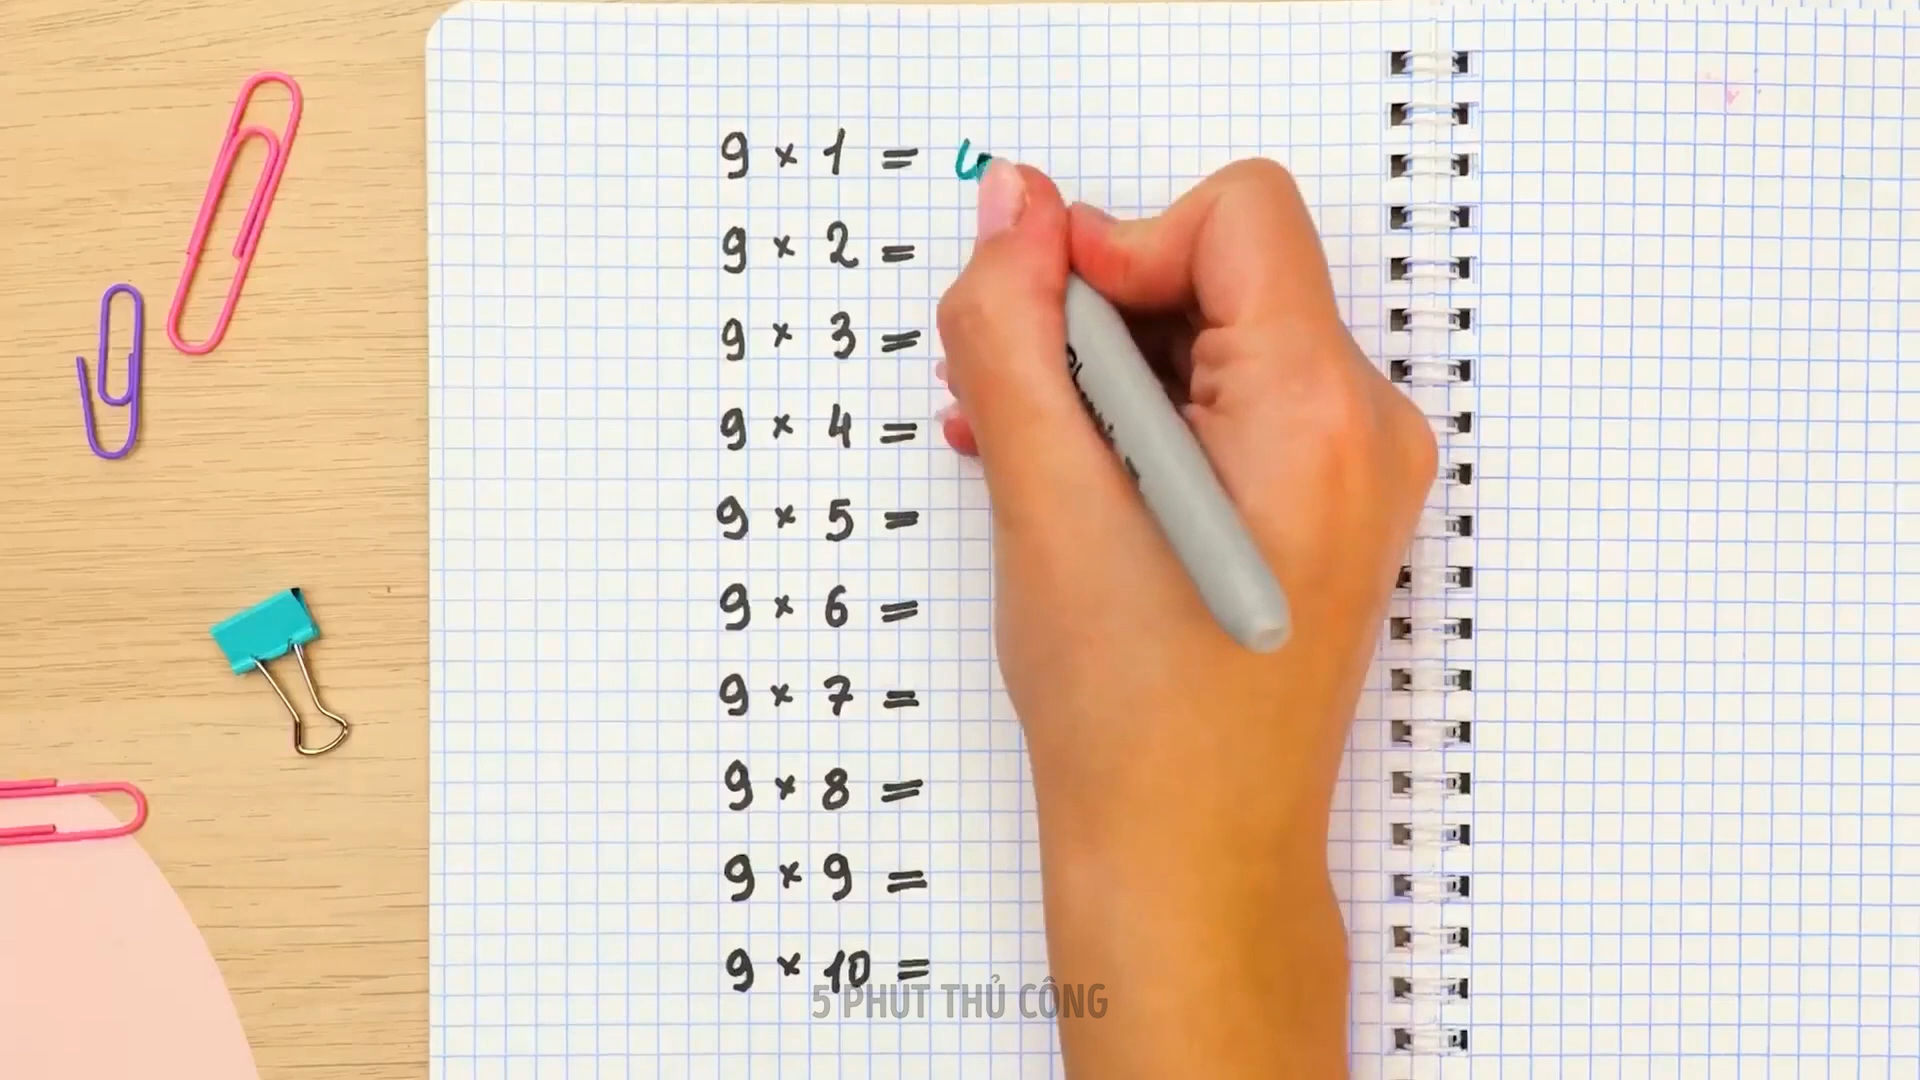 9 × 1 =
9 × 2 =
9 × 3 =
9 × 4 =
9 × 5 =
9 × 6 =
9 × 7 =
9 × 8 =
9 × 9 =
9 × 10 =
5 PHÚT THỦ CÔNG